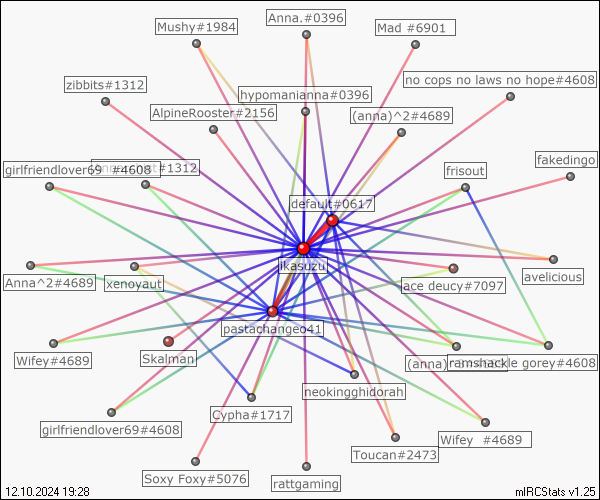 Anna.#0396
Mushy#1984
Mad #6901
no cops no laws no hope#4608
zibbits#1312
hypomanianna#0396
AlpineRooster#2156
(anna)^2#4689
fakedingo
girlfriendlover69 #4608
#1312
frisout
default#0617
ikasuzu
Anna^2#4689
xenoyaut
ace deucy#7097
avelicious
pastachangeo41
Wifey#4689
Skalman
(anna)
ramshackle gorey#4608
neokingghidorah
Cypha#1717
girlfriendlover69#4608
Wifey #4689
Toucan#2473
Soxy Foxy#5076
rattgaming
12.10.2024 19:28
mIRCStats v1.25